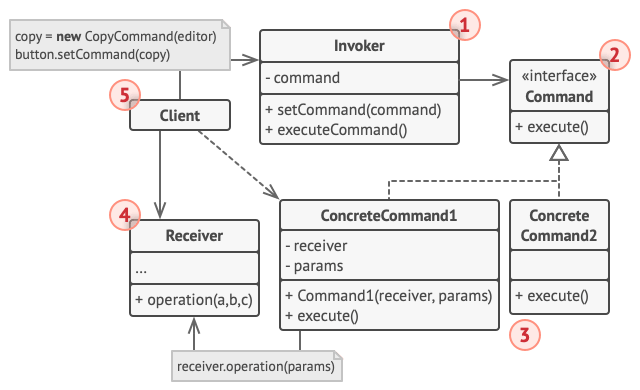 copy = new CopyCommand(editor)
button.setCommand(copy)
1
Invoker
- command
+ setCommand(command)
+ executeCommand()
2
«interface»
Command
+ execute()
5
Client
4
Receiver
...
+ operation(a,b,c)
ConcreteCommand1
- receiver
- params
+ Command1(receiver, params)
+ execute()
Concrete
Command2
+ execute()
3
receiver.operation(params)